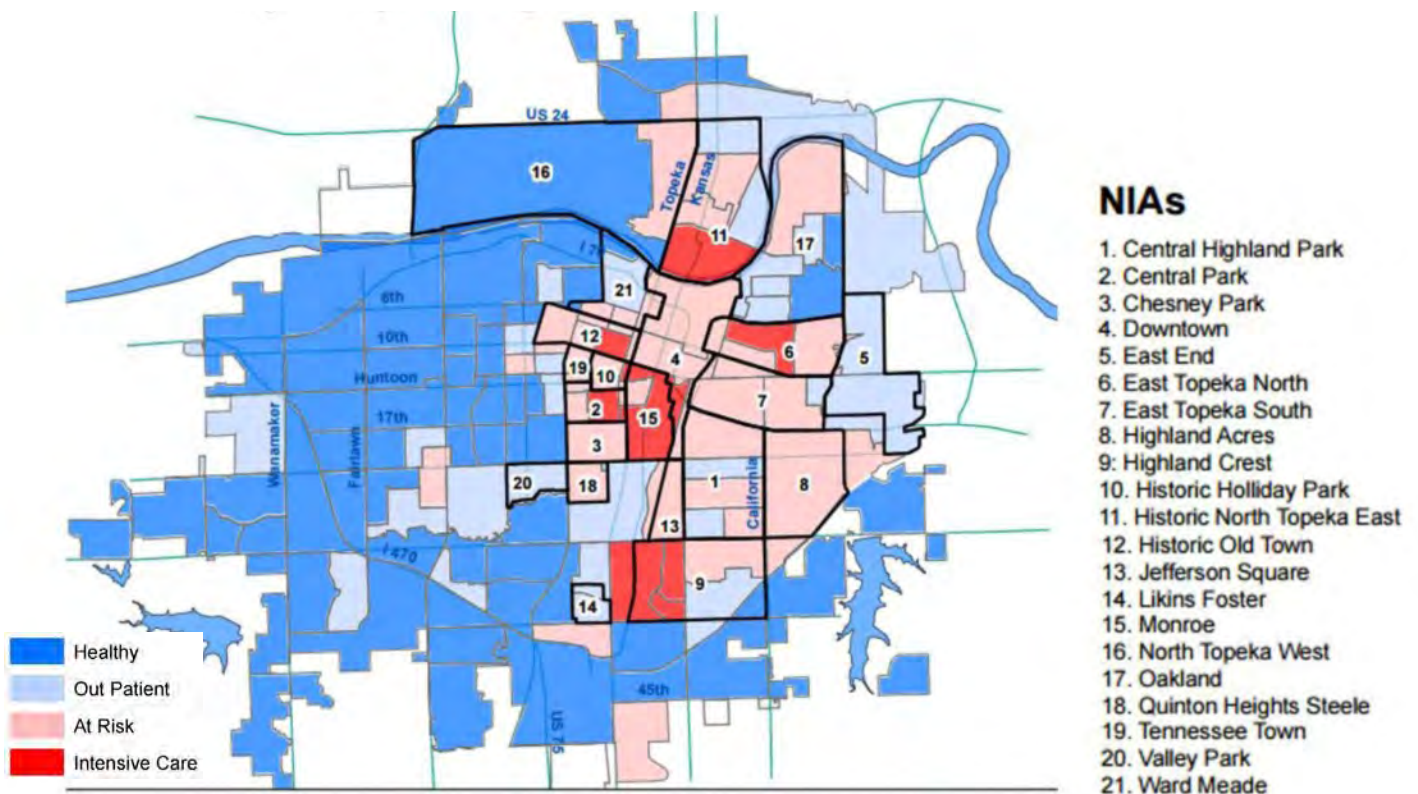 US 24
16
Topeka
Kansas
11
17
I 70
21
6th
12
10th
6
5
4
19
10
Huntoon
7
2
15
17th
Wanamaker
Fairlawn
3
20
18
1
California
8
13
I 470
9
14
45th
US 75
Healthy
Out Patient
At Risk
Intensive Care
NIAs
1. Central Highland Park
2. Central Park
3. Chesney Park
4. Downtown
5. East End
6. East Topeka North
7. East Topeka South
8. Highland Acres
9: Highland Crest
10. Historic Holliday Park
11. Historic North Topeka East
12. Historic Old Town
13. Jefferson Square
14. Likins Foster
15. Monroe
16. North Topeka West
17. Oakland
18. Quinton Heights Steele
19. Tennessee Town
20. Valley Park
21. Ward Meade